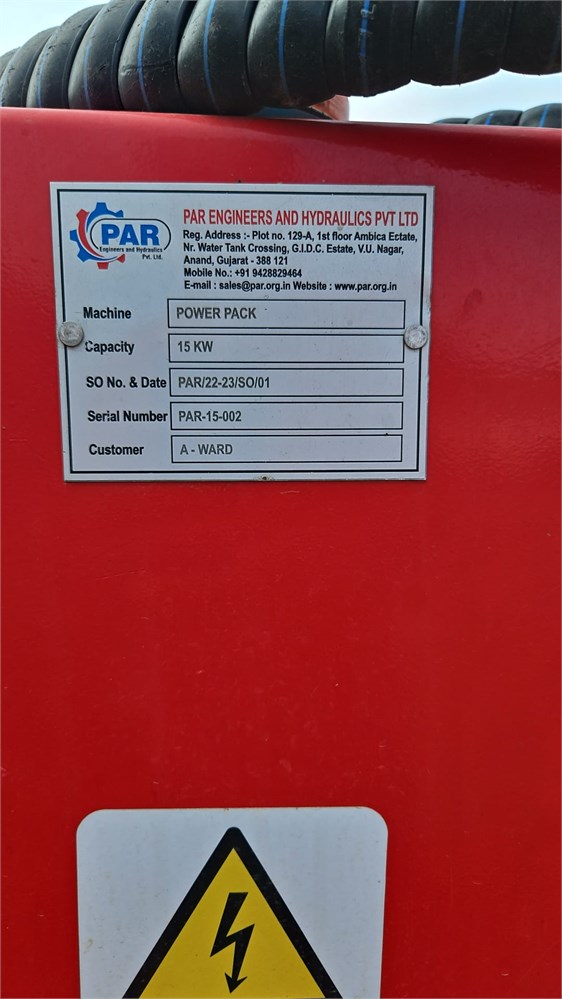 PAR
Engineers and Hydraulics
Pvt. Ltd.
PAR ENGINEERS AND HYDRAULICS PVT LTD
Reg. Address :- Plot no. 129-A, 1st floor Ambica Ectate,
Nr. Water Tank Crossing, G.I.D.C. Estate, V.U. Nagar,
Anand, Gujarat - 388 121
Mobile No.: +91 9428829464
E-mail : sales@par.org.in Website : www.par.org.in
Machine POWER PACK
Capacity 15 KW
SO No. & Date PAR/22-23/SO/01
Serial Number PAR-15-002
Customer A - WARD